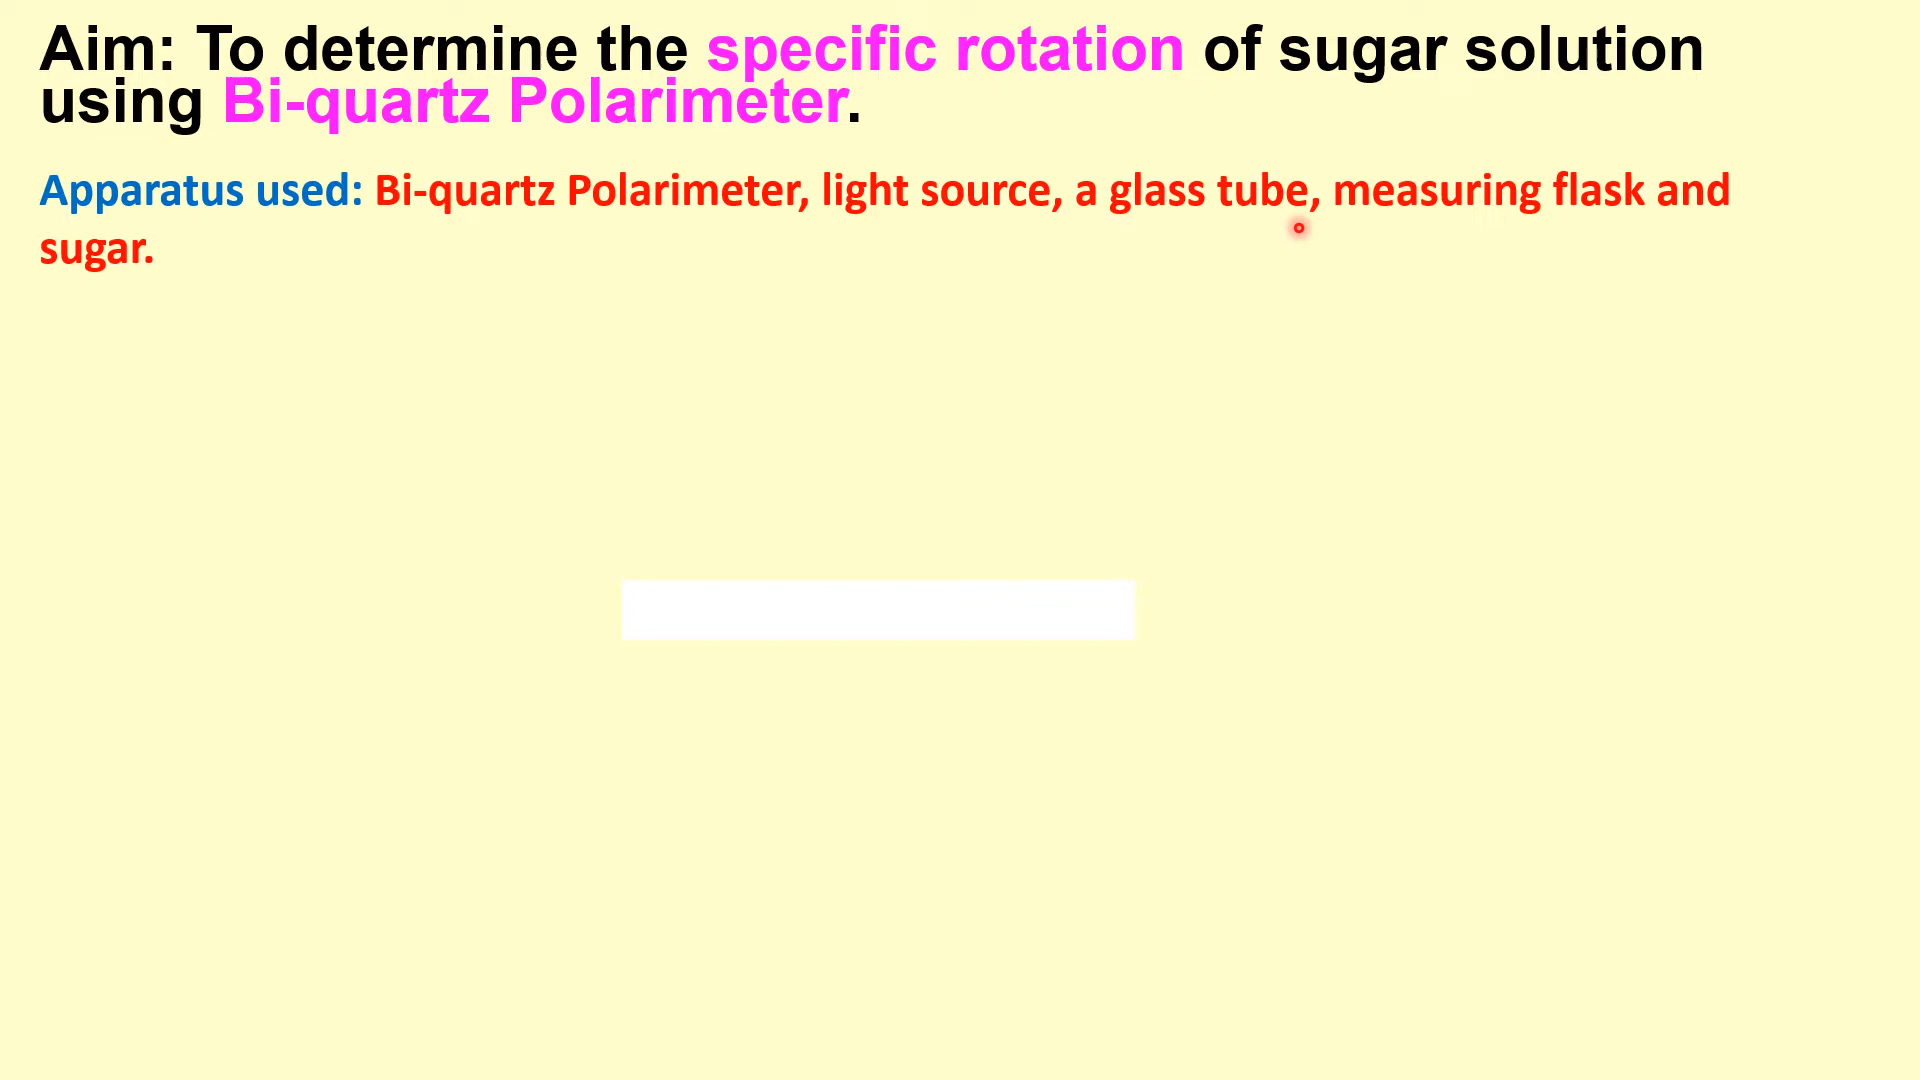 Aim: To determine the specific rotation of sugar solution
using Bi-quartz Polarimeter.
Apparatus used: Bi-quartz Polarimeter, light source, a glass tube, measuring flask and
sugar.